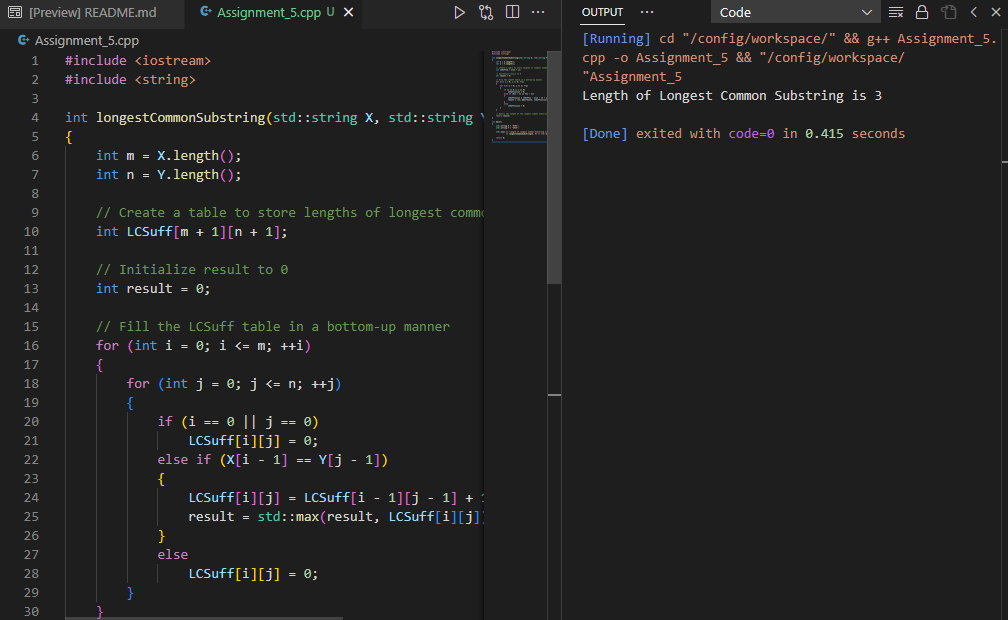 [Preview] README.md
Assignment_5.cpp U
Assignment_5.cpp
1 #include <iostream>
2 #include <string>
3
4 int longestCommonSubstring(std::string X, std::string
5 {
6 int m = X.length();
7 int n = Y.length();
8
9 // Create a table to store lengths of longest
10 int LCSuff[m + 1][n + 1];
11
12 // Initialize result to 0
13 int result = 0;
14
15 // Fill the LCSuff table in a bottom-up manner
16 for (int i = 0; i <= m; ++i)
17 {
18 for (int j = 0; j <= n; ++j)
19 {
20 if (i == 0 || j == 0)
21 LCSuff[i][j] = 0;
22 else if (X[i - 1] == Y[j - 1])
23 {
24 LCSuff[i][j] = LCSuff[i - 1][j - 1] +
25 result = std::max(result, LCSuff[i][j]
26 }
27 else
28 LCSuff[i][j] = 0;
29 }
30 }
OUTPUT
Code
[Running] cd "/config/workspace/" && g++ Assignment_5.
cpp -o Assignment_5 && "/config/workspace/
"Assignment_5
Length of Longest Common Substring is 3
[Done] exited with code=0 in 0.415 seconds